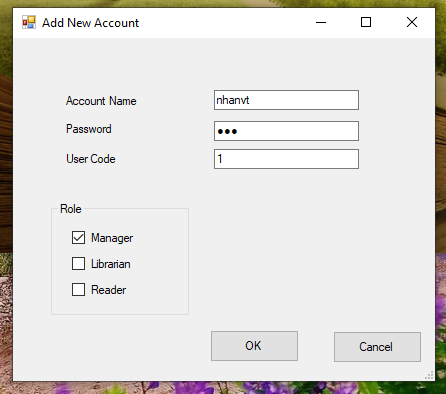 Add New Account
Account Name nhanvt
Password ●●●
User Code 1
Role
Manager
Librarian
Reader
OK Cancel